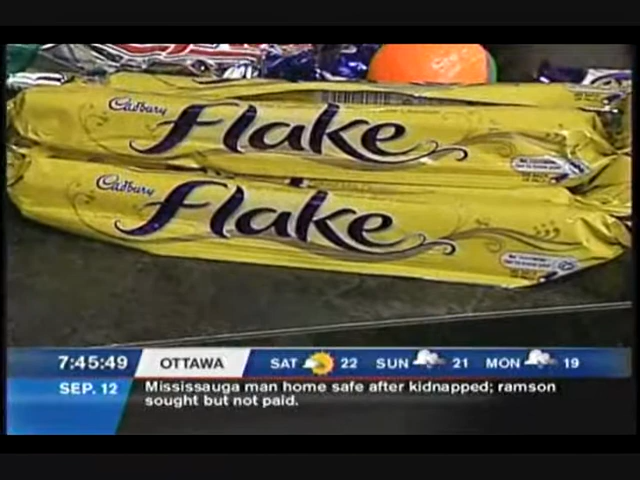 Cadbury
Flake
Cadbury
Flake
7:45:49 OTTAWA SAT 22 SUN 21 MON 19
SEP. 12 Mississauga man home safe after kidnapped; ramson
sought but not paid.